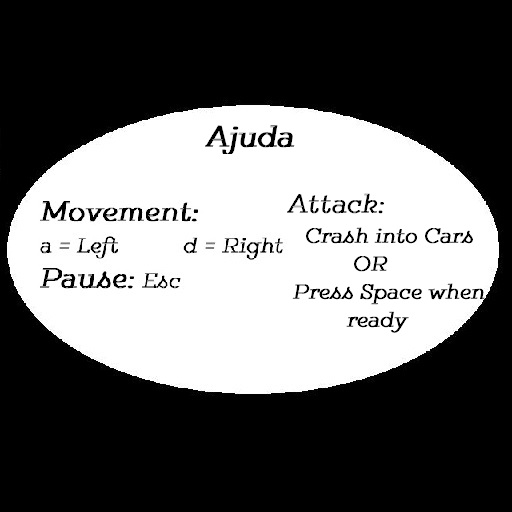 Ajuda
Movement:
a = Left d = Right
Pause: Esc
Attack:
Crash into Cars
OR
Press Space when
ready